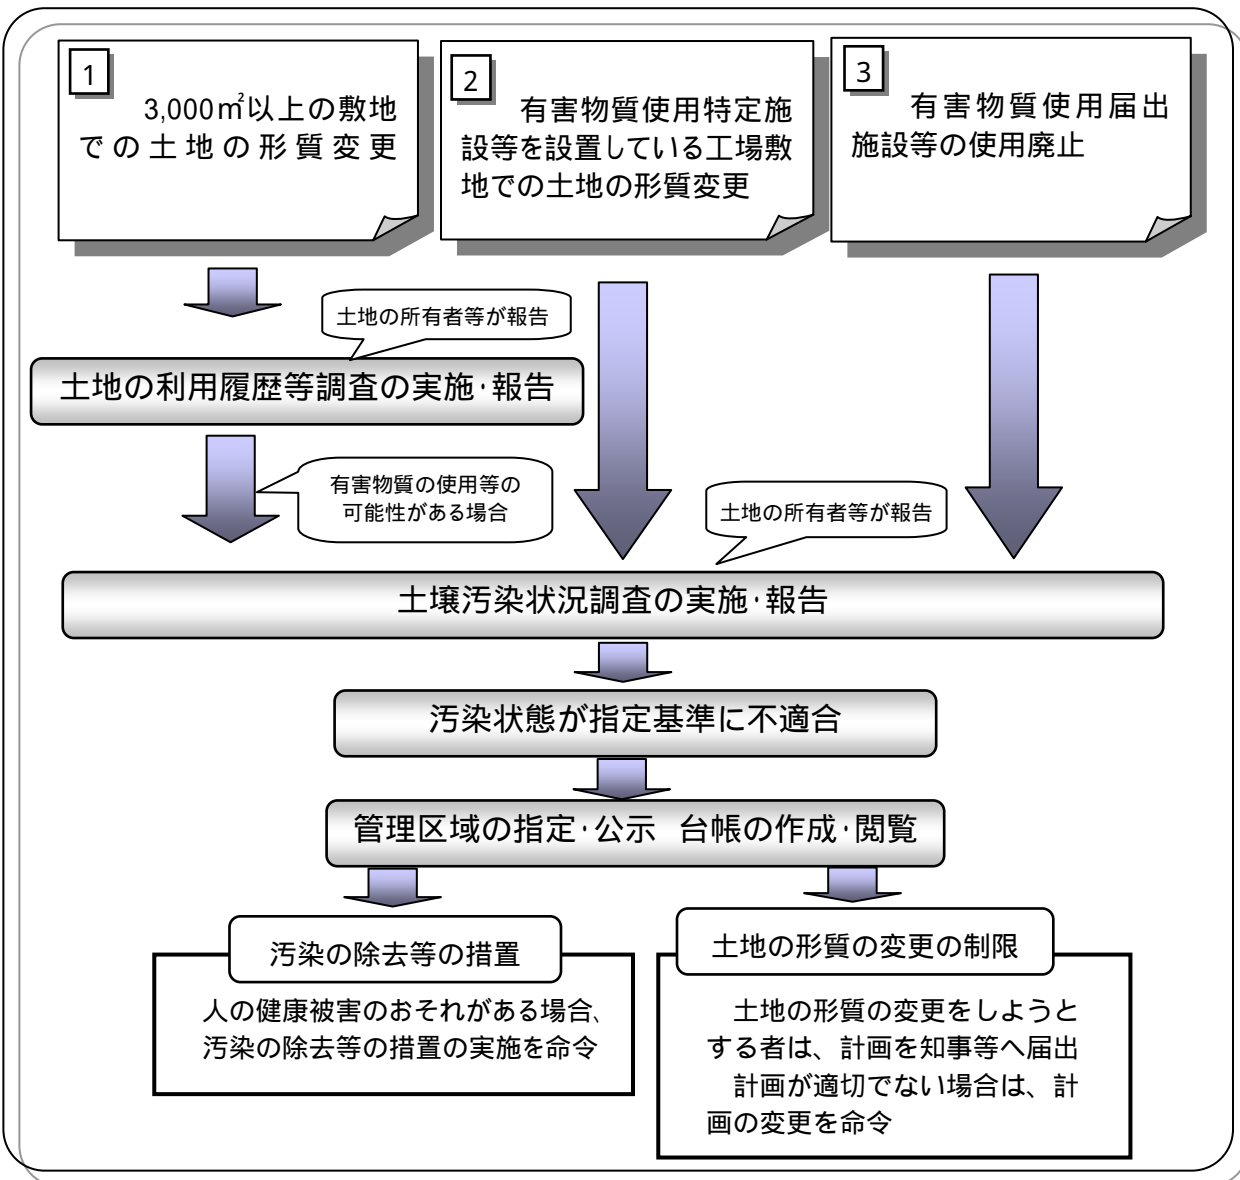 1
3,000㎡以上の敷地
での土地の形質変更
2
有害物質使用特定施
設等を設置している工場敷
地での土地の形質変更
3
有害物質使用届出
施設等の使用廃止
土地の所有者等が報告
土地の利用履歴等調査の実施・報告
有害物質の使用等の
可能性がある場合
土地の所有者等が報告
土壌汚染状況調査の実施・報告
汚染状態が指定基準に不適合
管理区域の指定・公示 台帳の作成・閲覧
汚染の除去等の措置
人の健康被害のおそれがある場合、
汚染の除去等の措置の実施を命令
土地の形質の変更の制限
土地の形質の変更をしようと
する者は、計画を知事等へ届出
計画が適切でない場合は、計
画の変更を命令